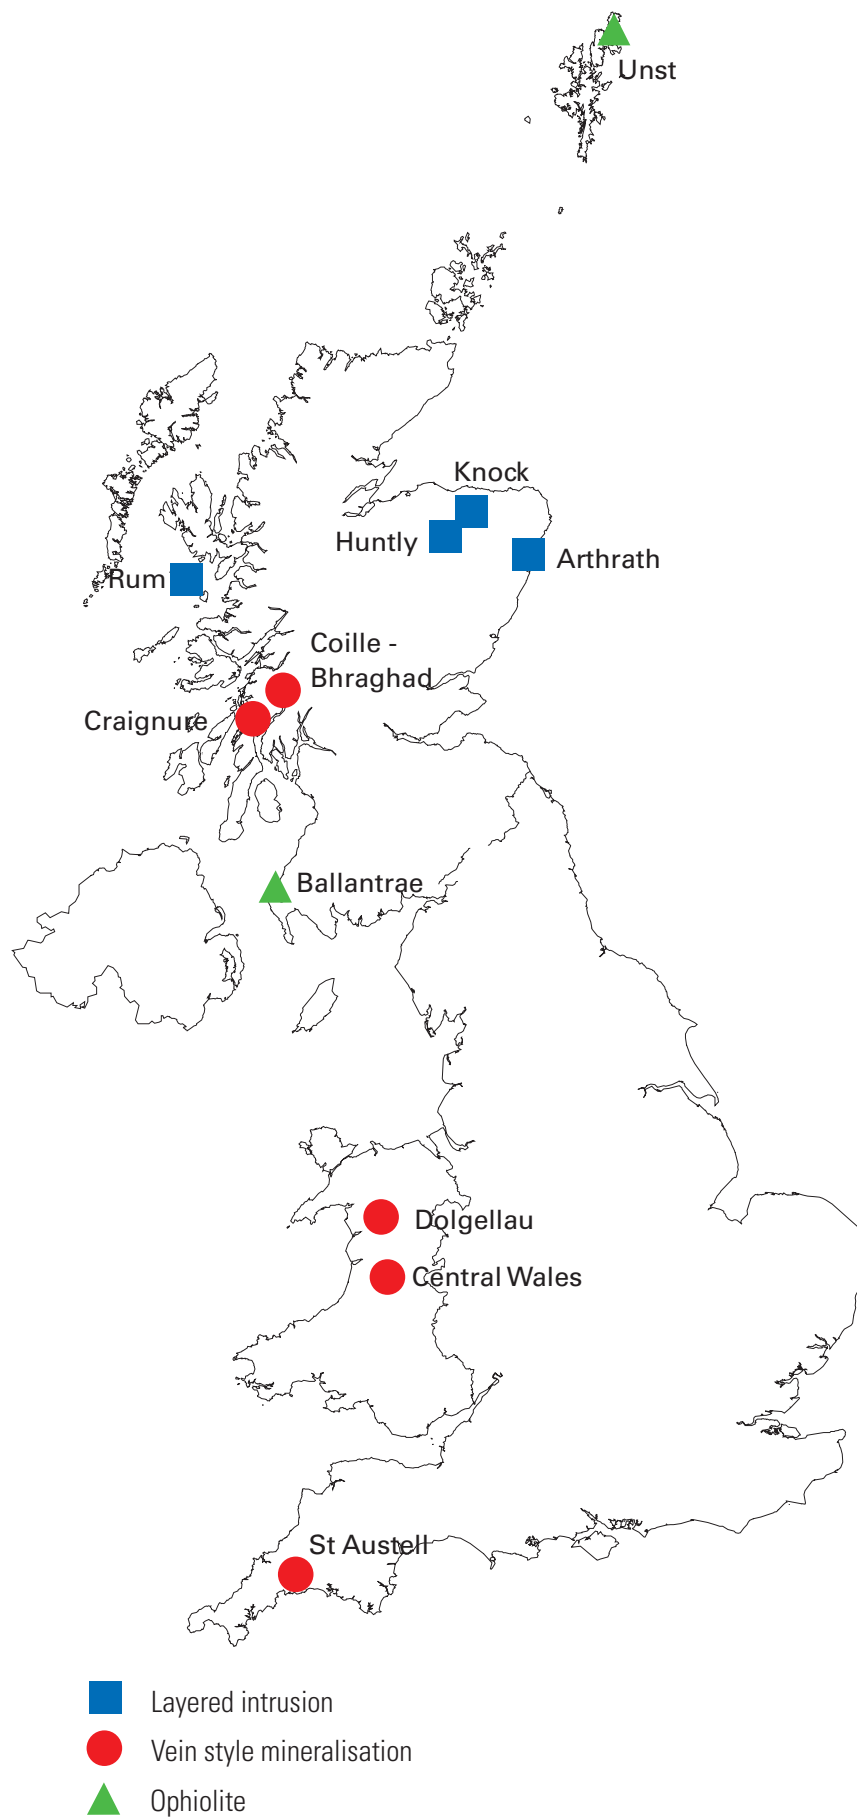 Unst
Knock
Huntly
Arthrath
Rum
Coille -
Bhraghad
Craignure
Ballantrae
Dolgellau
Central Wales
St Austell
Layered intrusion
Vein style mineralisation
Ophiolite